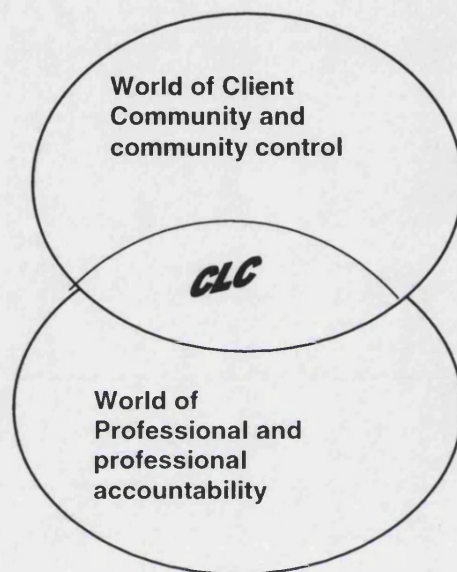 World of Client
Community and
community control
CLC
World of
Professional and
professional
accountability